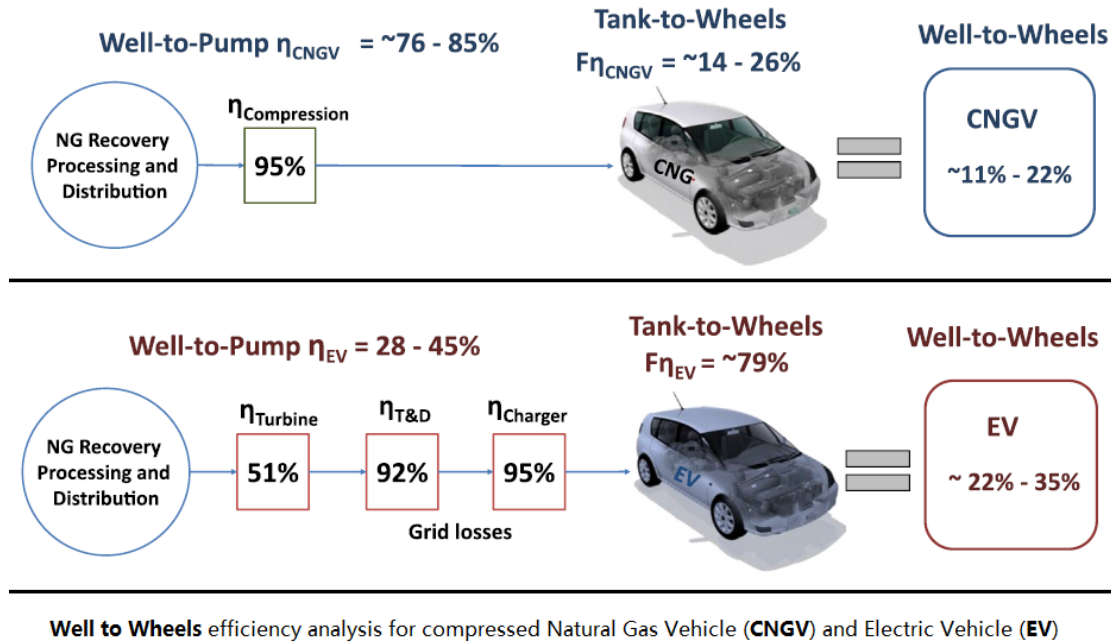 Well-to-Pump ηCNGV = ~76 - 85%
Tank-to-Wheels
FηCNGV = ~14 - 26%
Well-to-Wheels
NG Recovery
Processing and
Distribution
ηCompression
95%
CNG
CNGV
~11% - 22%
Well-to-Pump ηEV = 28 - 45%
Tank-to-Wheels
FηEV = ~79%
Well-to-Wheels
NG Recovery
Processing and
Distribution
ηTurbine
51%
ηT&D
92%
ηCharger
95%
Grid losses
EV
EV
~ 22% - 35%
Well to Wheels efficiency analysis for compressed Natural Gas Vehicle (CNGV) and Electric Vehicle (EV)